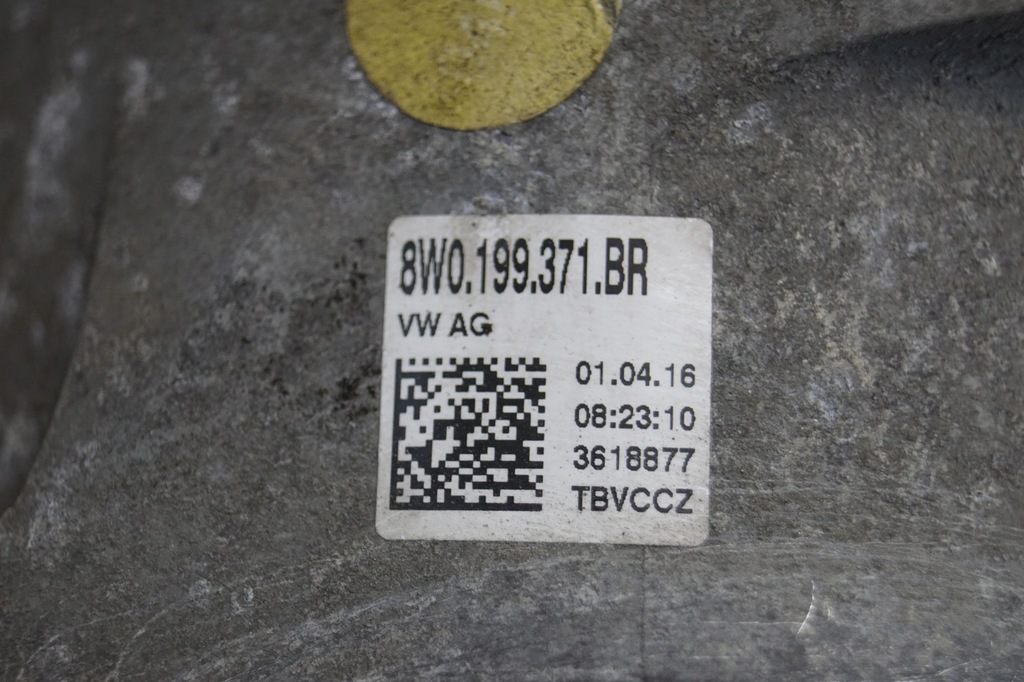 8W0.199.371.BR
VW AG
01.04.16
08:23:10
3618877
TBVCCZ